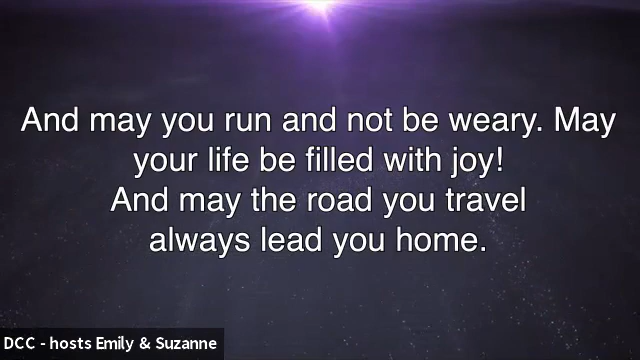 And may you run and not be weary. May
your life be filled with joy!
And may the road you travel
always lead you home.
DCC - hosts Emily & Suzanne